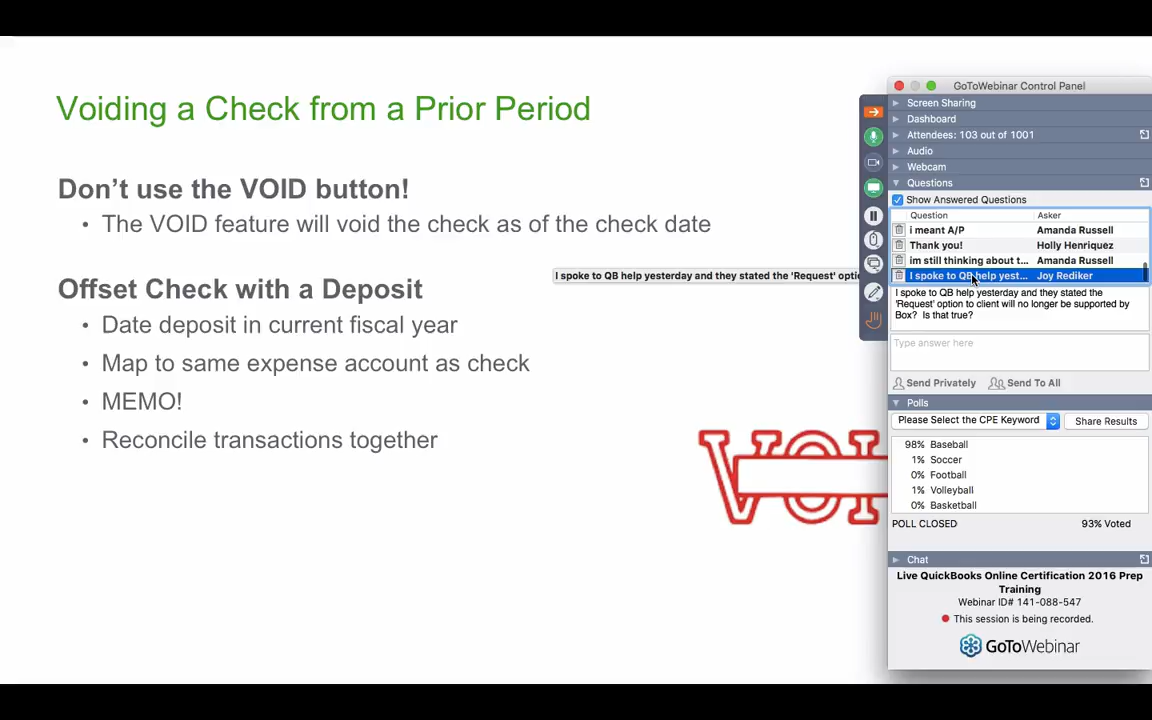 Voiding a Check from a Prior Period
Don't use the VOID button!
• The VOID feature will void the check as of the check date
Offset Check with a Deposit
• Date deposit in current fiscal year
• Map to same expense account as check
• MEMO!
• Reconcile transactions together
I spoke to QB help yesterday and they stated the 'Request' optio
VOI
GoToWebinar Control Panel
Screen Sharing
Dashboard
Attendees: 103 out of 1001
Audio
Webcam
Questions
Show Answered Questions
Question Asker
i meant A/P Amanda Russell
Thank you! Holly Henriquez
im still thinking about t... Amanda Russell
I spoke to QB help yest... Joy Rediker
I spoke to QB help yesterday and they stated the
'Request' option to client will no longer be supported by
Box? Is that true?
Type answer here
Send Privately Send To All
Polls
Please Select the CPE Keyword Share Results
98% Baseball
1% Soccer
0% Football
1% Volleyball
0% Basketball
POLL CLOSED 93% Voted
Chat
Live QuickBooks Online Certification 2016 Prep
Training
Webinar ID# 141-088-547
This session is being recorded.
GoToWebinar